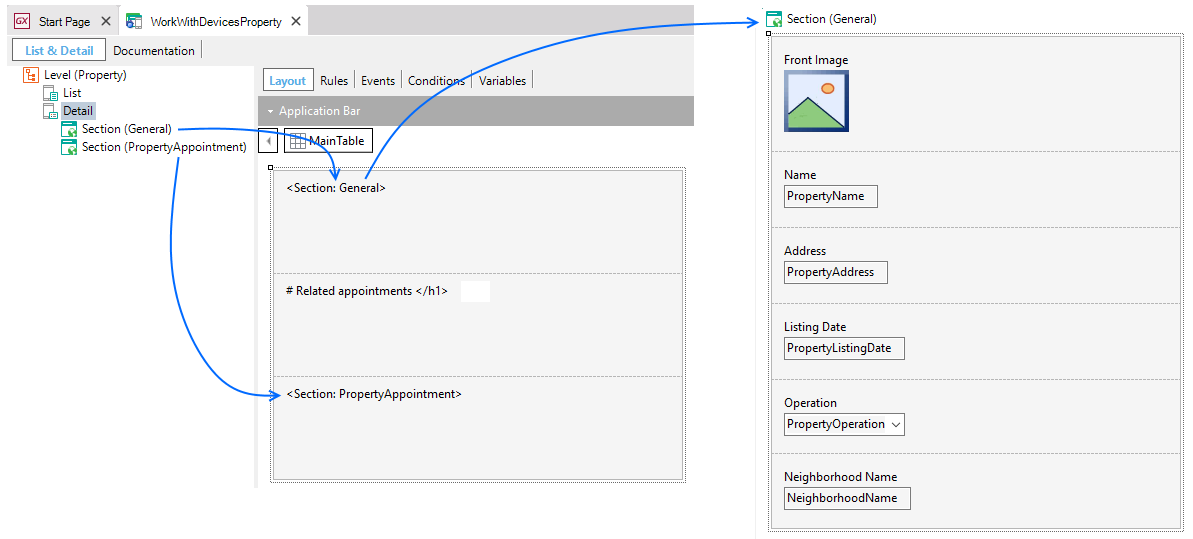 GX Start Page WorkWithDevicesProperty
List & Detail Documentation
Level (Property)
List
Detail
Section (General)
Section (PropertyAppointment)
Layout Rules Events Conditions Variables
Application Bar
MainTable
<Section: General>
# Related appointments </h1>
<Section: PropertyAppointment>
Section (General)
Front Image
Name
PropertyName
Address
PropertyAddress
Listing Date
PropertyListingDate
Operation
PropertyOperation
Neighborhood Name
NeighborhoodName